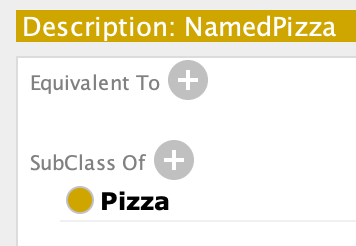 Description: NamedPizza
Equivalent To
SubClass Of
Pizza